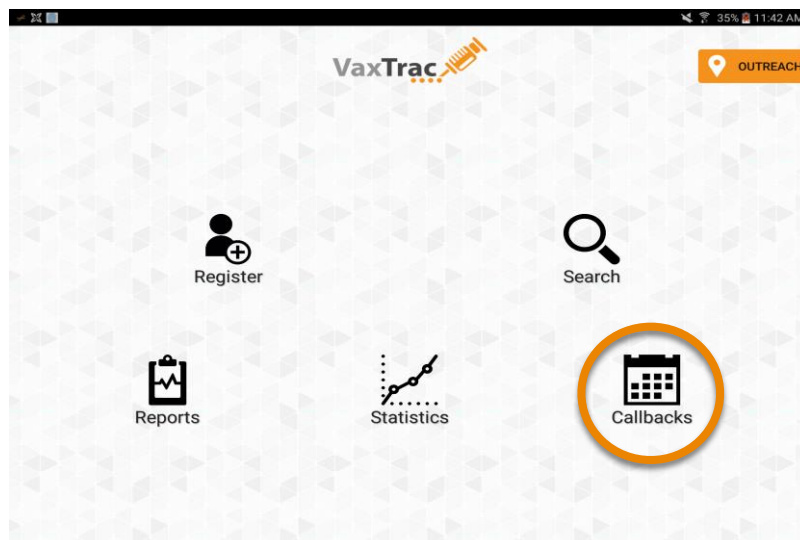 35% 11:42 AM
VaxTrac
OUTREACH
Register
Search
Reports
Statistics
Callbacks